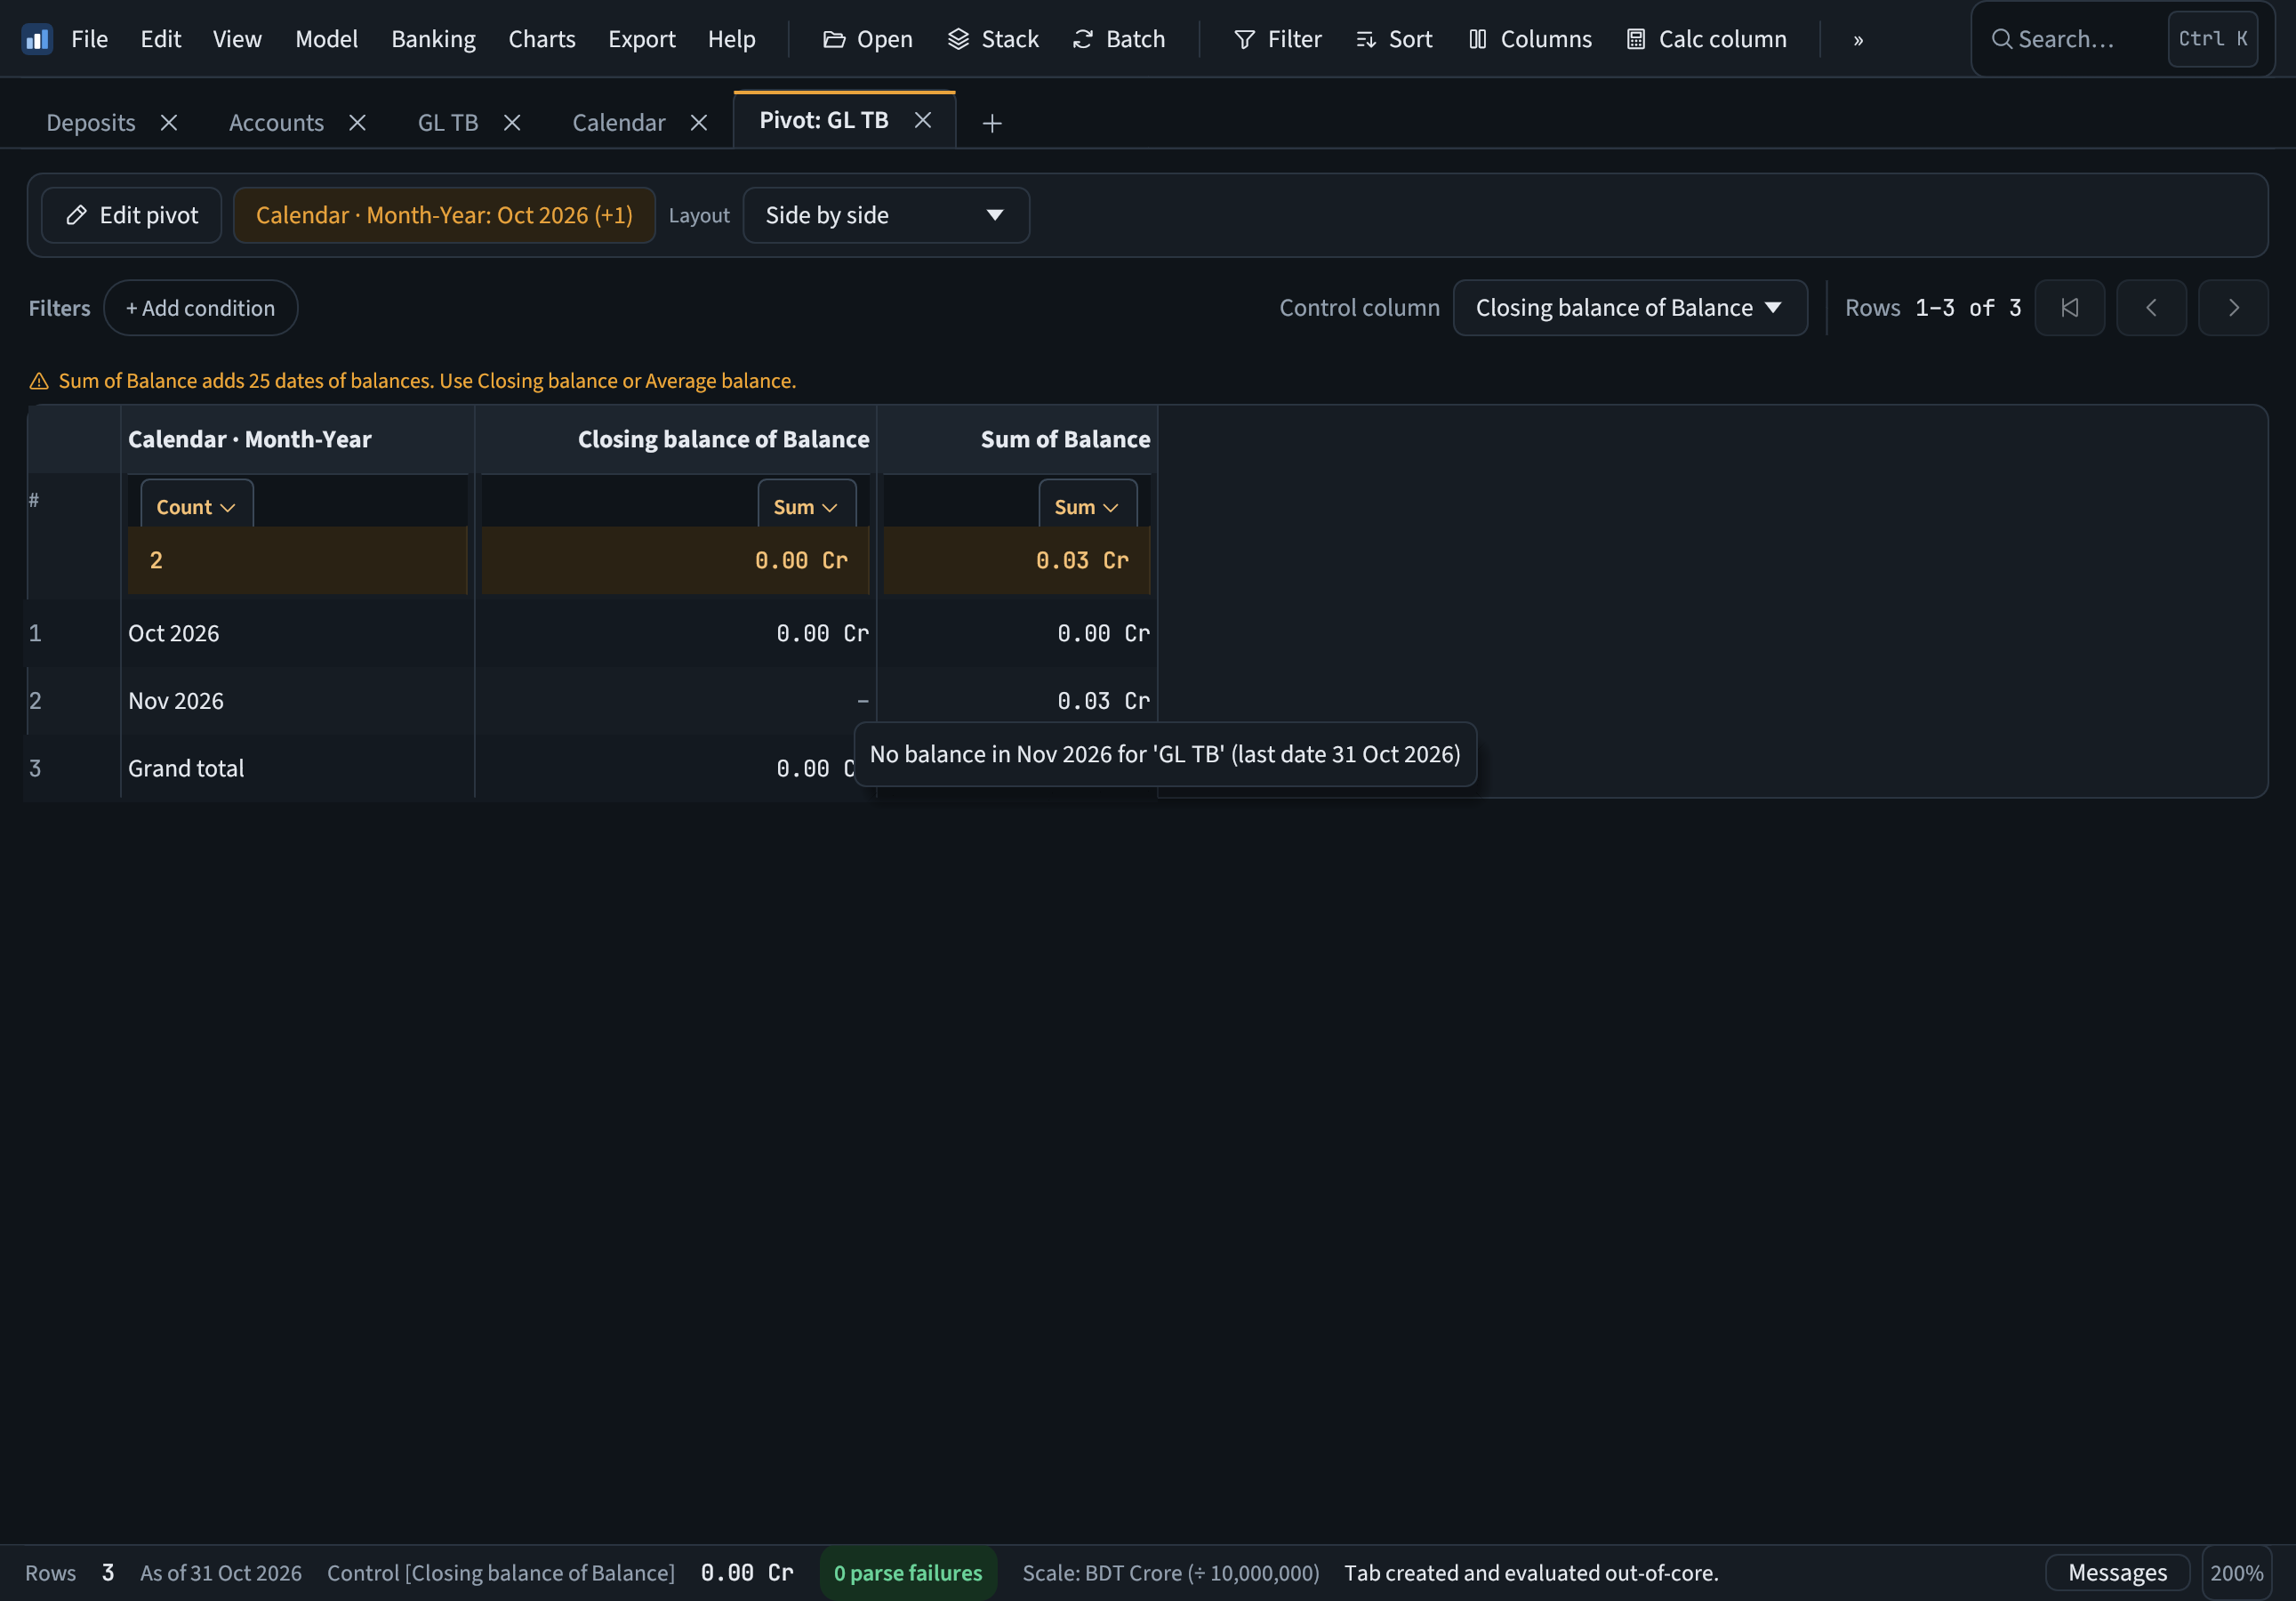 File Edit View Model Banking Charts Export Help Open Stack Batch Filter Sort Columns Calc column » Search… Ctrl K
Deposits Accounts GL TB Calendar Pivot: GL TB
Edit pivot Calendar · Month-Year: Oct 2026 (+1) Layout Side by side
Filters + Add condition Control column Closing balance of Balance Rows 1–3 of 3
Sum of Balance adds 25 dates of balances. Use Closing balance or Average balance.
Calendar · Month-Year Closing balance of Balance Sum of Balance
# Count Sum Sum
2 0.00 Cr 0.03 Cr
1 Oct 2026 0.00 Cr 0.00 Cr
2 Nov 2026 – 0.03 Cr
No balance in Nov 2026 for 'GL TB' (last date 31 Oct 2026)
3 Grand total 0.00
Rows 3 As of 31 Oct 2026 Control [Closing balance of Balance] 0.00 Cr 0 parse failures Scale: BDT Crore (÷ 10,000,000) Tab created and evaluated out-of-core. Messages 200%